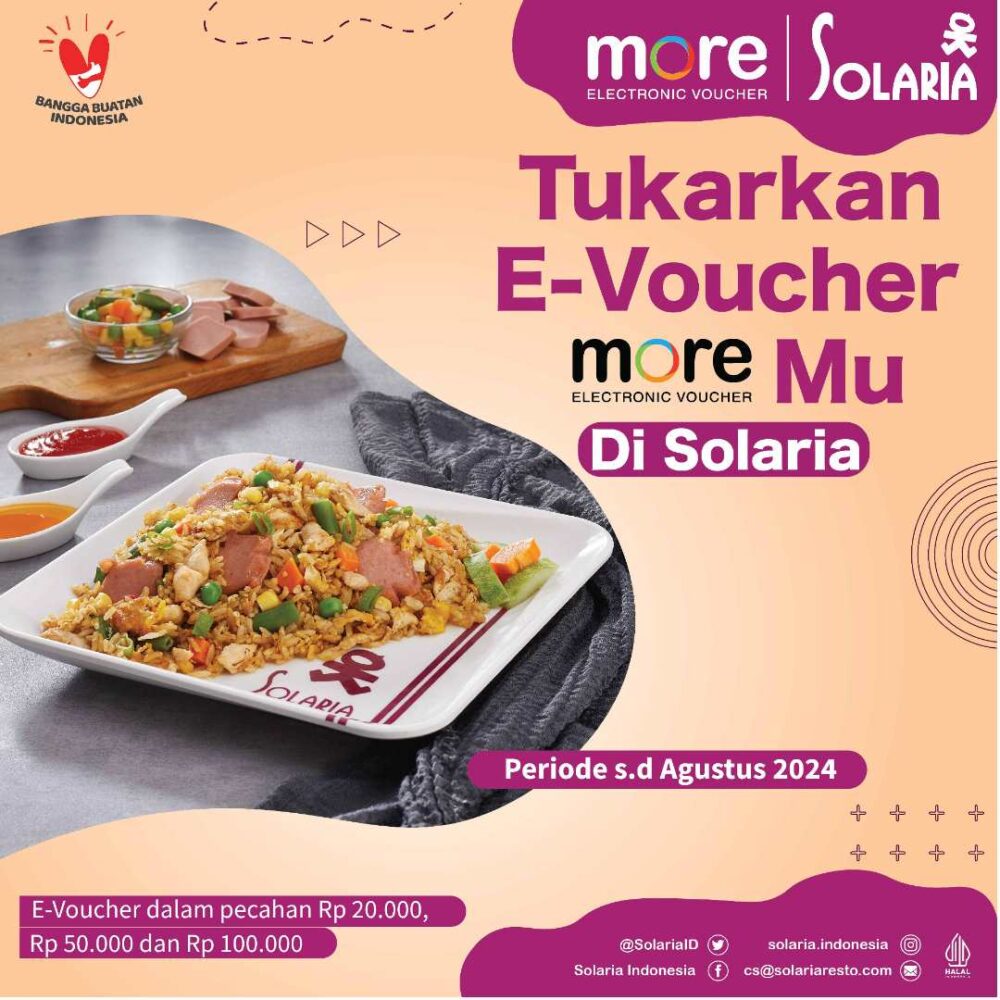 BANGGA BUATAN
INDONESIA
more
ELECTRONIC VOUCHER
SOLARIA
Tukarkan
E-Voucher
more
ELECTRONIC VOUCHER
Mu
Di Solaria
SOLARIA
Periode s.d Agustus 2024
E-Voucher dalam pecahan Rp 20.000,
Rp 50.000 dan Rp 100.000
@SolariaID
solaria.indonesia
Solaria Indonesia
cs@solariaresto.com
HALAL